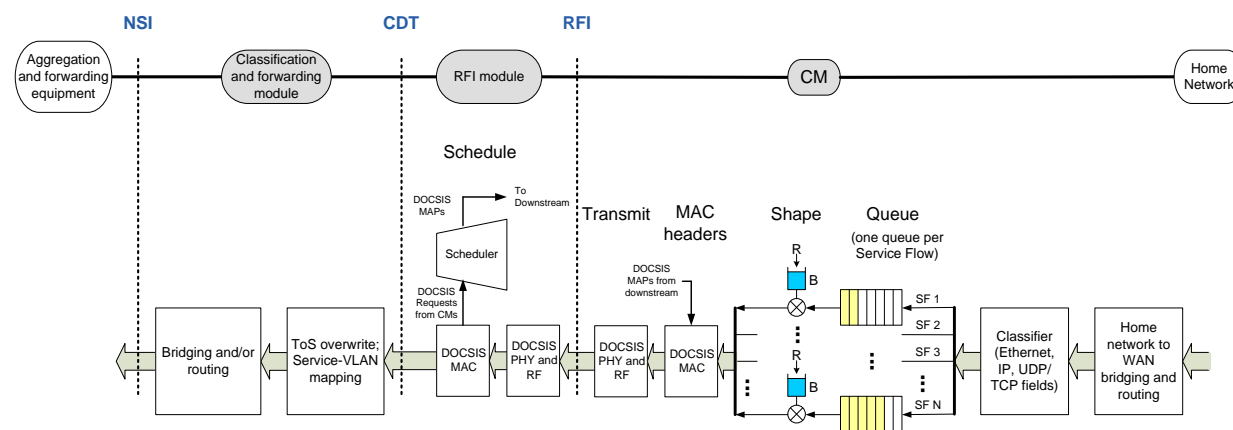 NSI
CDT
RFI
Aggregation
and forwarding
equipment
Classification
and forwarding
module
RFI module
CM
Home
Network
Schedule
DOCSIS
MAPs
To
Downstream
Scheduler
DOCSIS
Requests
from CMs
Transmit
MAC
headers
Shape
Queue
(one queue per
Service Flow)
DOCSIS
MAPs from
downstream
R
B
R
B
SF 1
SF 2
SF 3
SF N
Bridging and/or
routing
ToS overwrite;
Service-VLAN
mapping
DOCSIS
MAC
DOCSIS
PHY and
RF
DOCSIS
PHY and
RF
DOCSIS
MAC
Classifier
(Ethernet,
IP, UDP/
TCP fields)
Home
network to
WAN
bridging and
routing